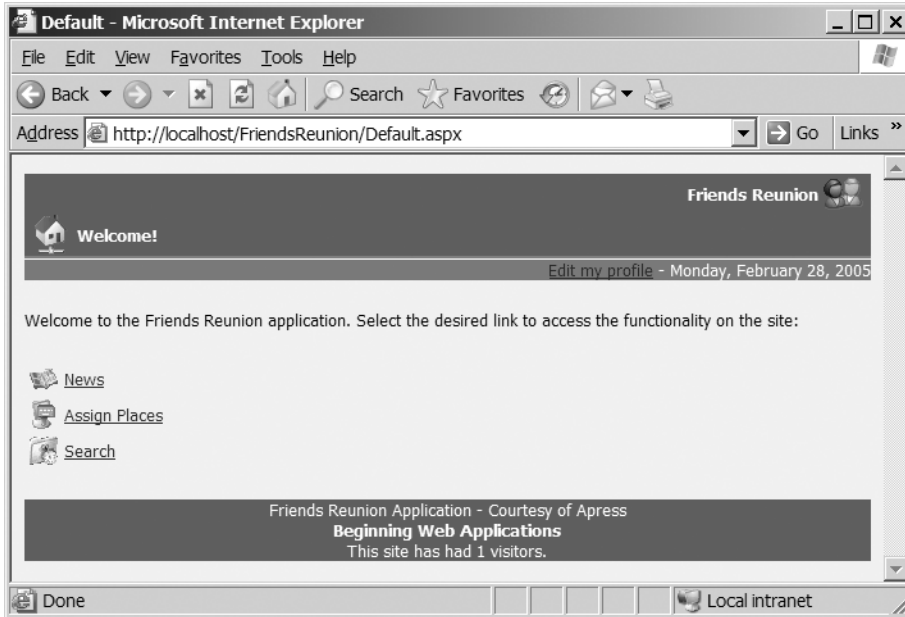 Default - Microsoft Internet Explorer
File Edit View Favorites Tools Help
Back Search Favorites
Address http://localhost/FriendsReunion/Default.aspx Go Links »
Friends Reunion
Welcome!
Edit my profile - Monday, February 28, 2005
Welcome to the Friends Reunion application. Select the desired link to access the functionality on the site:
News
Assign Places
Search
Friends Reunion Application - Courtesy of Apress
Beginning Web Applications
This site has had 1 visitors.
Done Local intranet